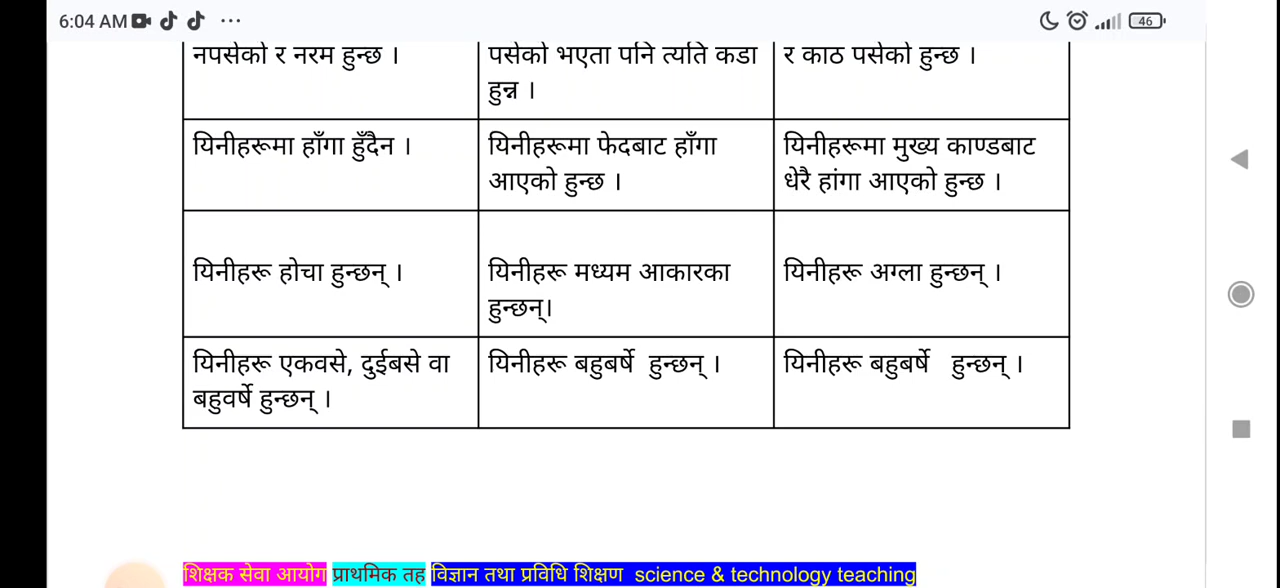 6:04 AM
46
नपसेको र नरम हुन्छ ।
पसेको भएता पनि त्यति कडा
हुन्न ।
र काठ पसेको हुन्छ ।
यिनीहरूमा हाँगा हुँदैन ।
यिनीहरूमा फेदबाट हाँगा
आएको हुन्छ ।
यिनीहरूमा मुख्य काण्डबाट
धेरै हांगा आएको हुन्छ ।
यिनीहरू होचा हुन्छन् ।
यिनीहरू मध्यम आकारका
हुन्छन्।
यिनीहरू अग्ला हुन्छन् ।
यिनीहरू एकवसे, दुईबसे वा
बहुवर्षे हुन्छन् ।
यिनीहरू बहुबर्षे हुन्छन् ।
यिनीहरू बहुबर्षे हुन्छन् ।
शिक्षक सेवा आयोग प्राथमिक तह विज्ञान तथा प्रविधि शिक्षण science & technology teaching